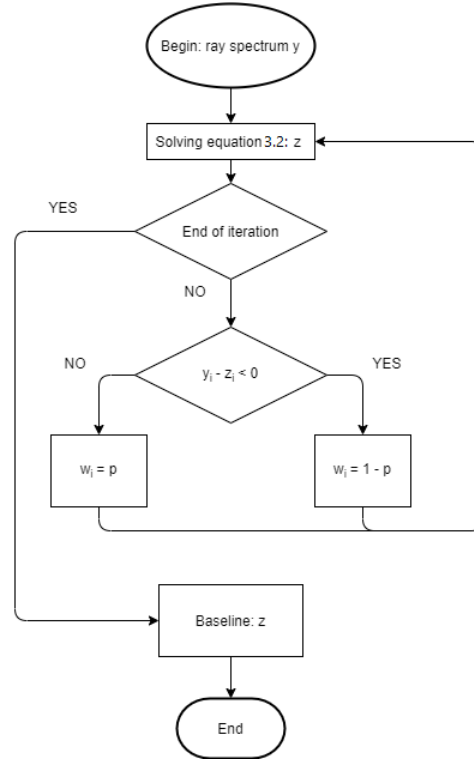 Begin: ray spectrum y
Solving equation 3.2: z
YES
End of iteration
NO
NO
yᵢ - zᵢ < 0
YES
wᵢ = p
wᵢ = 1 - p
Baseline: z
End